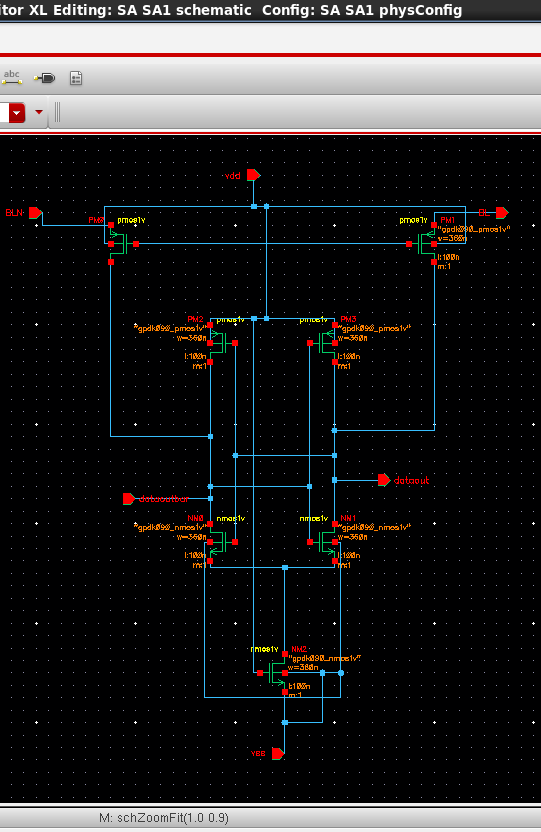 itor XL Editing: SA SA1 schematic Config: SA SA1 physConfig
abc
vdd
BLN
PM0 pmos1v
pmos1v PM1
BL
"gpdk090_pmos1v"
w=360n
l:100n
m:1
PM2 pmos1v
"gpdk090_pmos1v"
w=360n
l:100n
m:1
pmos1v PM3
"gpdk090_pmos1v"
w=360n
l:100n
m:1
dataout
dataoutbar
NM0 nmos1v
"gpdk090_nmos1v"
w=360n
l:100n
m:1
nmos1v NM1
"gpdk090_nmos1v"
w=360n
l:100n
m:1
nmos1v NM2
"gpdk090_nmos1v"
w=360n
l:100n
m:1
vss
M: schZoomFit(1.0 0.9)